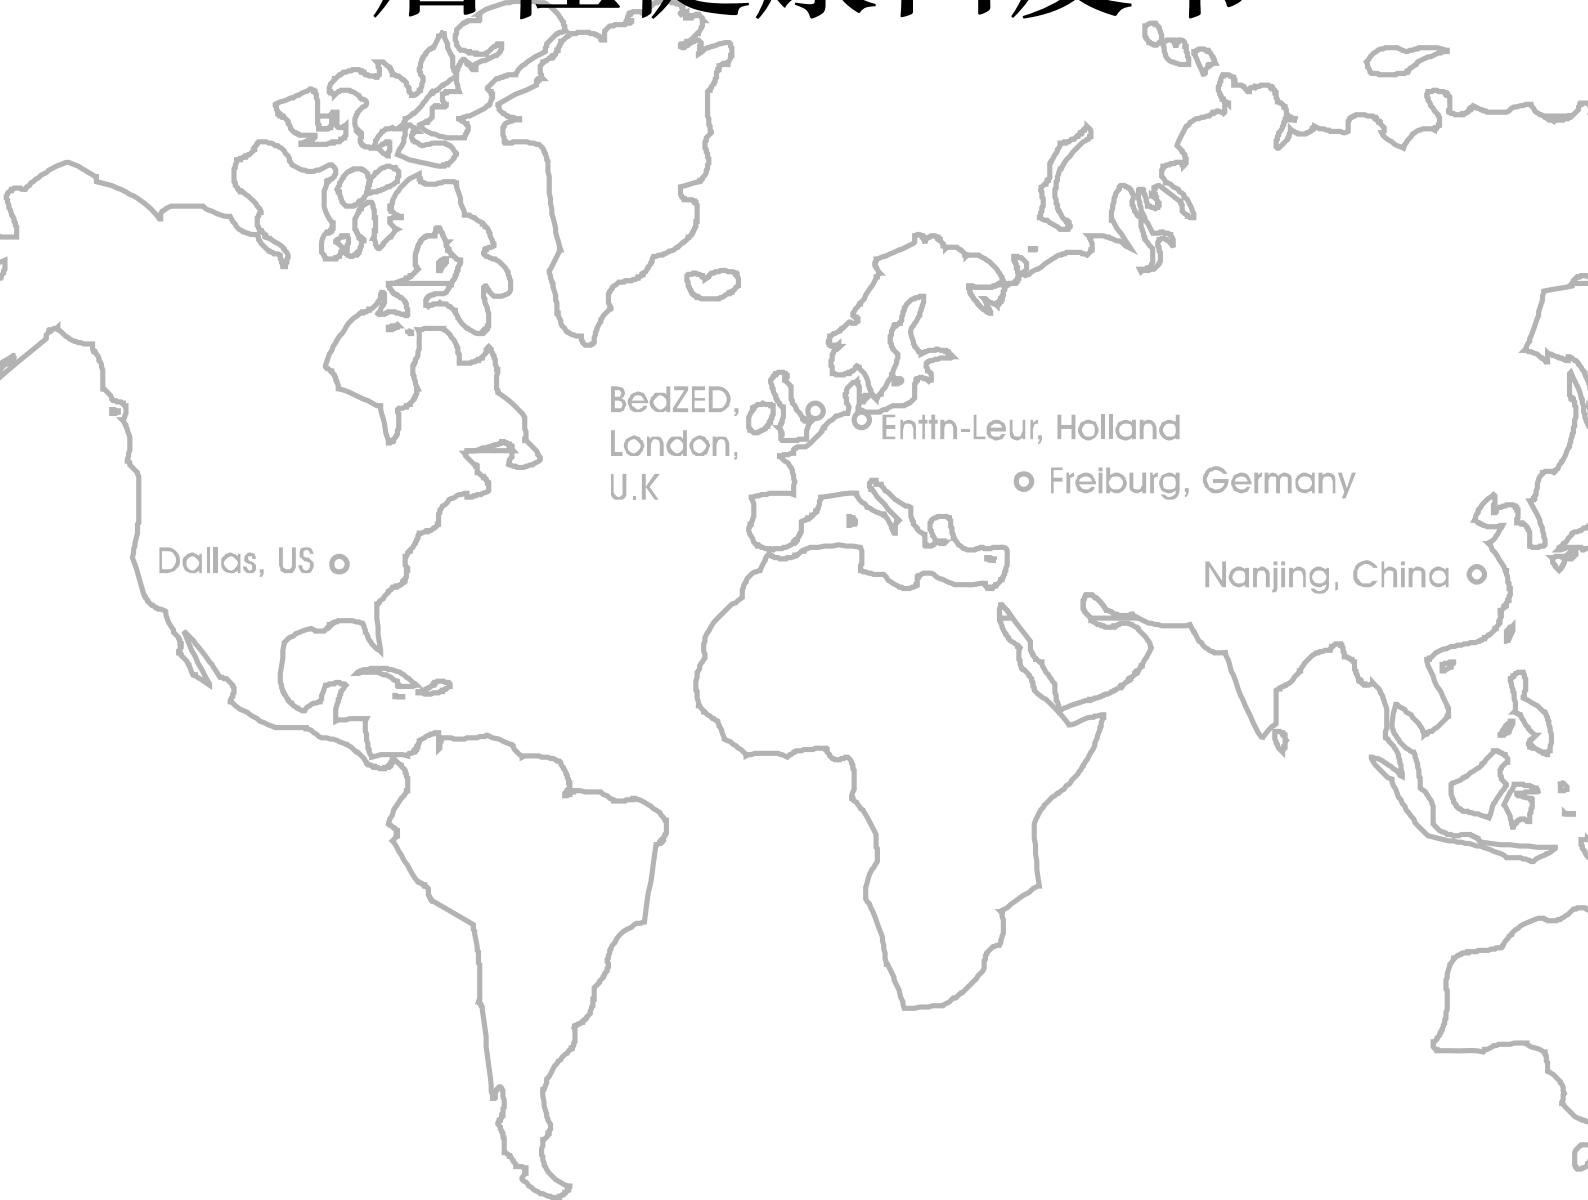 BedZED,
London,
U.K
Enttn-Leur, Holland
Freiburg, Germany
Dallas, US
Nanjing, China